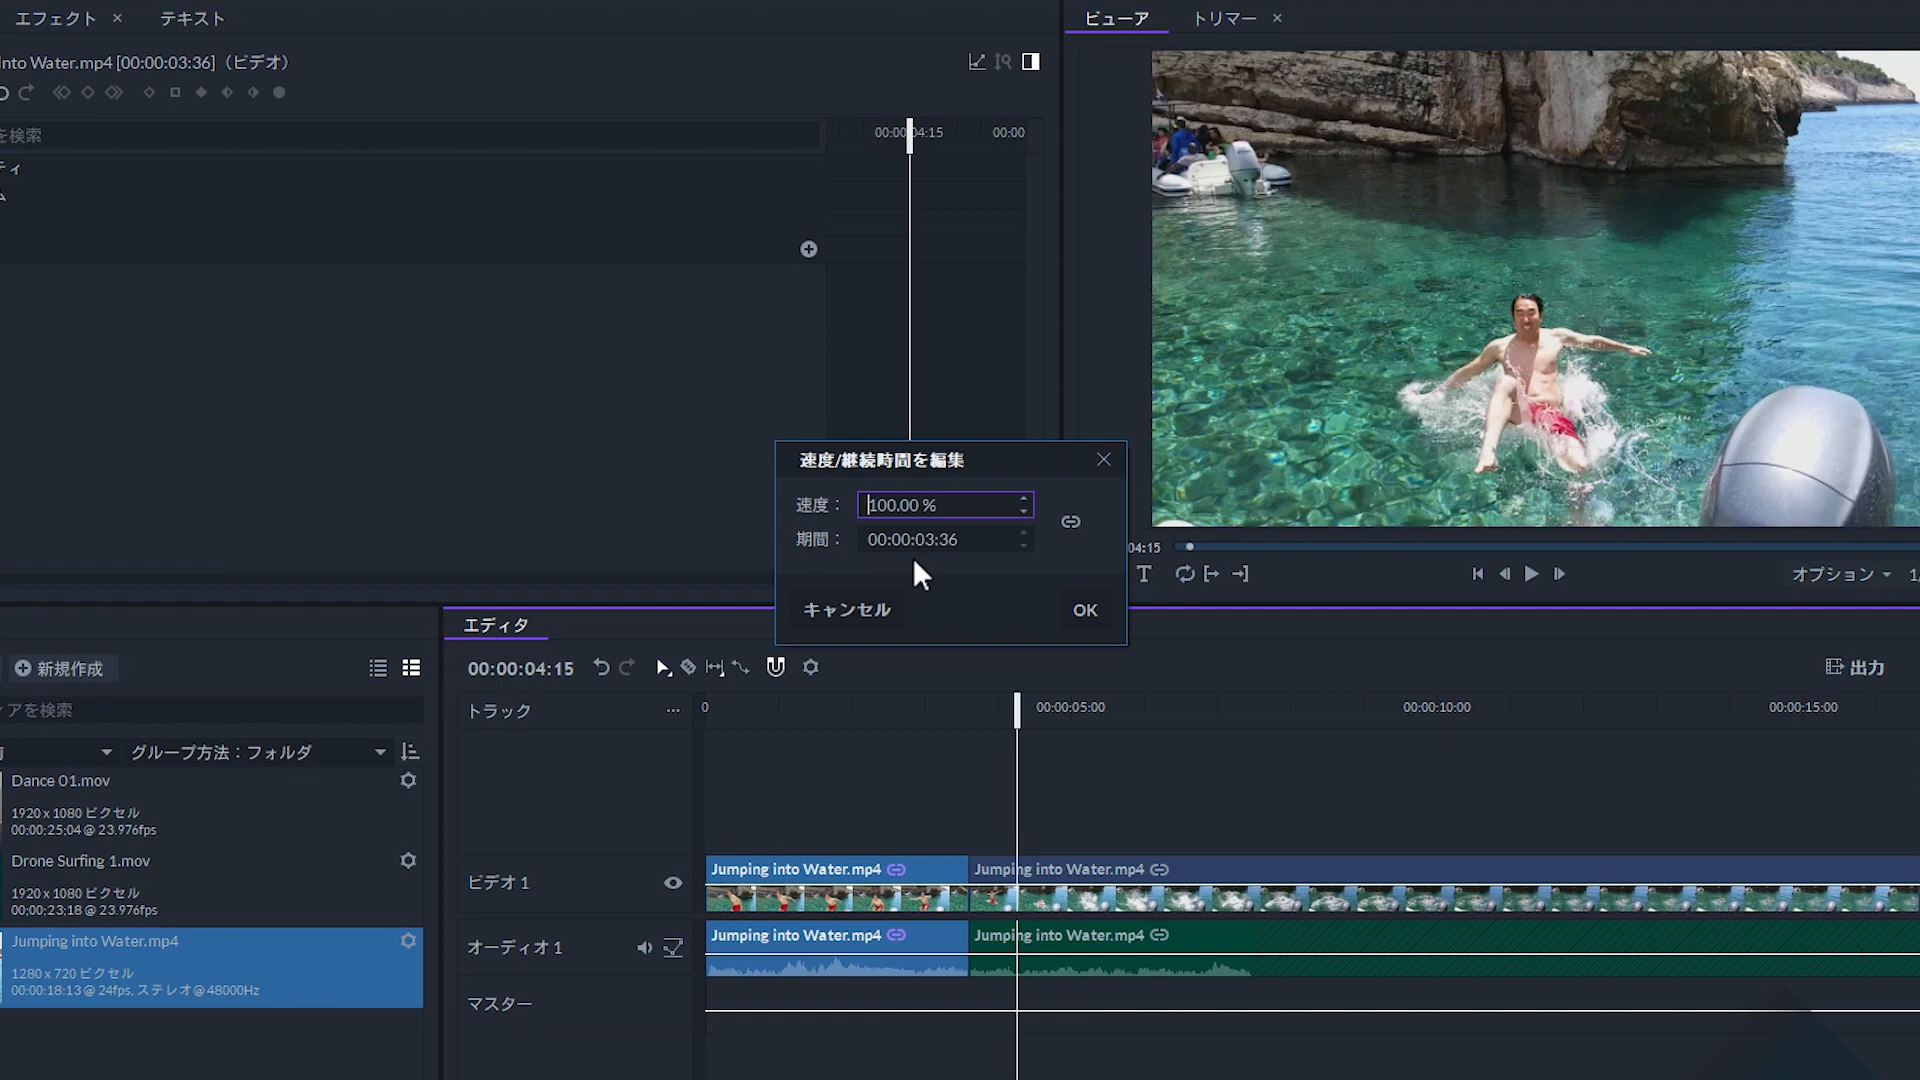 エフェクト ×
テキスト
ビューア
トリマー ×
into Water.mp4 [00:00:03:36]（ビデオ）
を検索
00:00:04:15
00:00
ティ
ム
速度/継続時間を編集
速度：
100.00 %
期間：
00:00:03:36
キャンセル
OK
04:15
オプション
1/
エディタ
新規作成
00:00:04:15
出力
ィアを検索
トラック
0
00:00:05:00
00:00:10:00
00:00:15:00
前
グループ方法：フォルダ
Dance 01.mov
1920 x 1080 ピクセル
00;00;25;04 @ 23.976fps
Drone Surfing 1.mov
1920 x 1080 ピクセル
00;00;23;18 @ 23.976fps
Jumping into Water.mp4
1280 x 720 ピクセル
00:00:18:13 @ 24fps, ステレオ@ 48000Hz
ビデオ 1
Jumping into Water.mp4
Jumping into Water.mp4
オーディオ 1
Jumping into Water.mp4
Jumping into Water.mp4
マスター